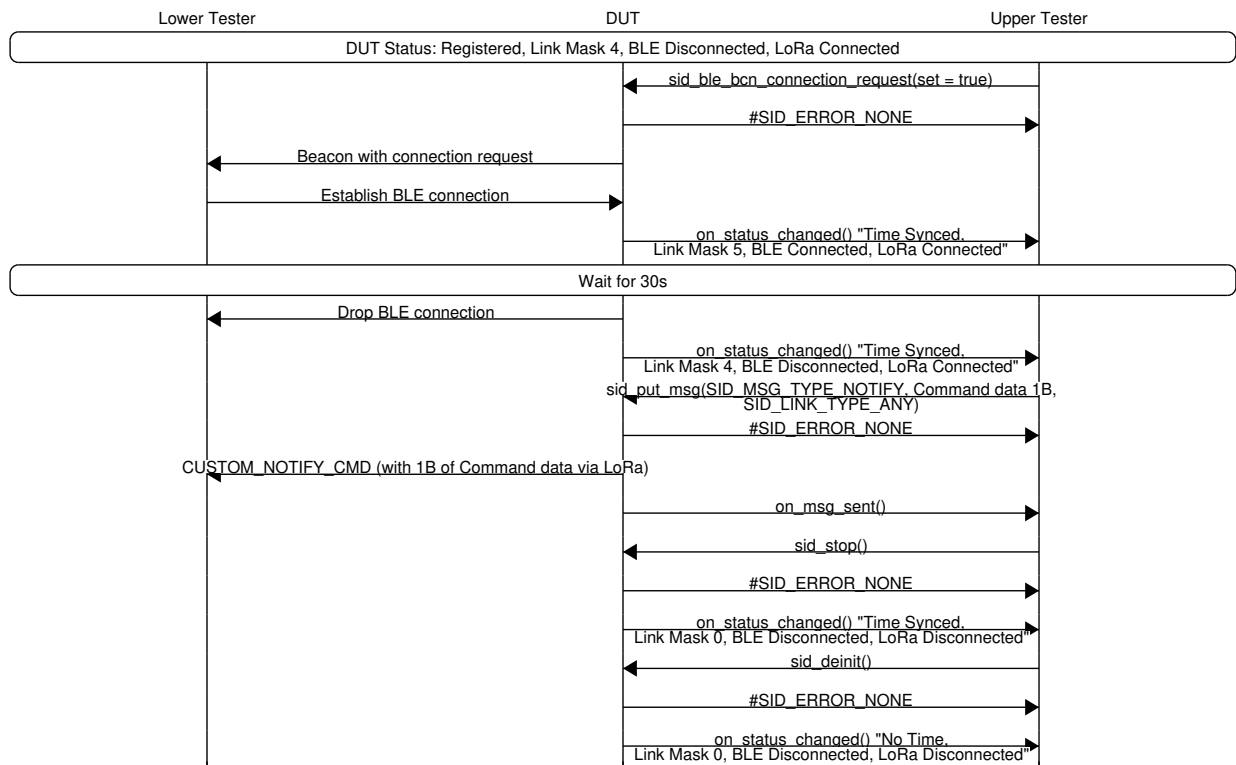 Lower Tester
DUT
Upper Tester
DUT Status: Registered, Link Mask 4, BLE Disconnected, LoRa Connected
sid_ble_bcn_connection_request(set = true)
#SID_ERROR_NONE
Beacon with connection request
Establish BLE connection
on_status_changed() "Time Synced,
Link Mask 5, BLE Connected, LoRa Connected"
Wait for 30s
Drop BLE connection
on_status_changed() "Time Synced,
Link Mask 4, BLE Disconnected, LoRa Connected"
sid_put_msg(SID_MSG_TYPE_NOTIFY, Command data 1B,
SID_LINK_TYPE_ANY)
#SID_ERROR_NONE
CUSTOM_NOTIFY_CMD (with 1B of Command data via LoRa)
on_msg_sent()
sid_stop()
#SID_ERROR_NONE
on_status_changed() "Time Synced,
Link Mask 0, BLE Disconnected, LoRa Disconnected"
sid_deinit()
#SID_ERROR_NONE
on_status_changed() "No Time,
Link Mask 0, BLE Disconnected, LoRa Disconnected"